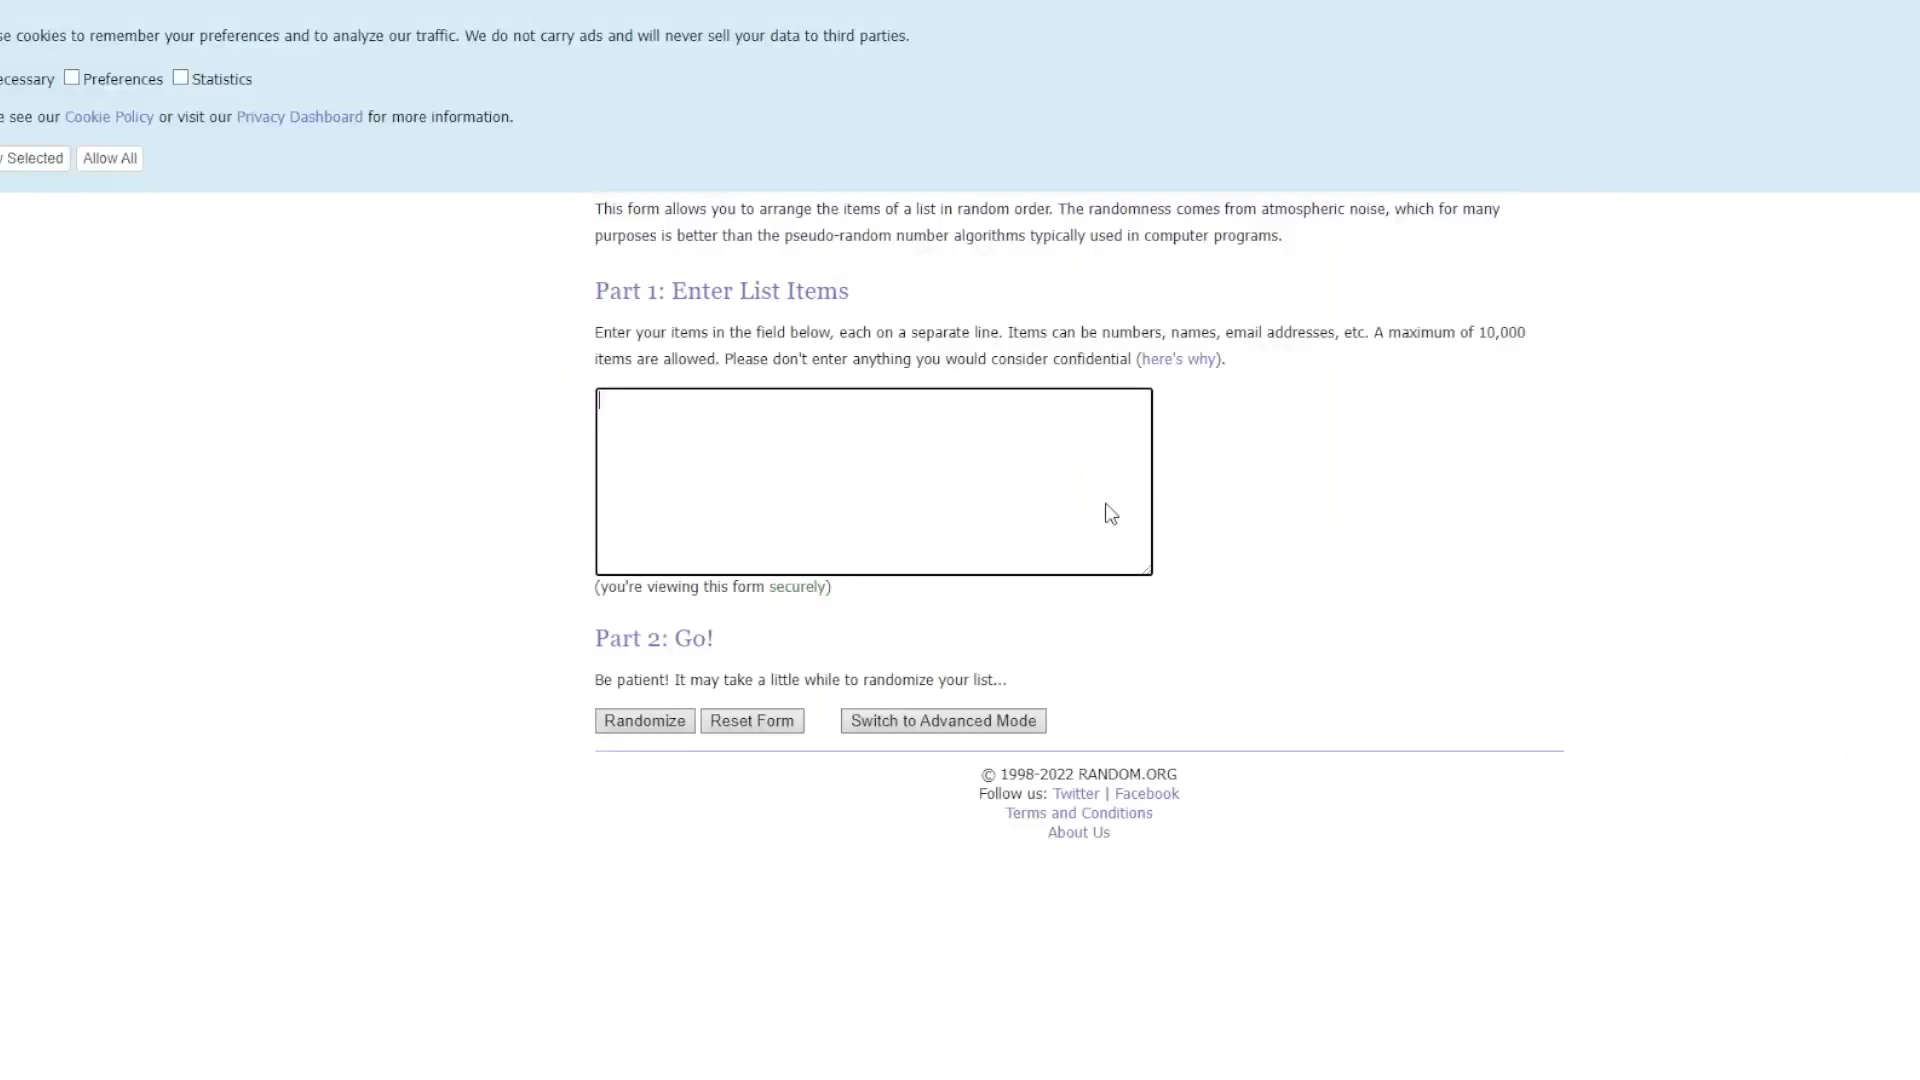 se cookies to remember your preferences and to analyze our traffic. We do not carry ads and will never sell your data to third parties.
ecessary Preferences Statistics
e see our Cookie Policy or visit our Privacy Dashboard for more information.
Selected Allow All
This form allows you to arrange the items of a list in random order. The randomness comes from atmospheric noise, which for many
purposes is better than the pseudo-random number algorithms typically used in computer programs.
Part 1: Enter List Items
Enter your items in the field below, each on a separate line. Items can be numbers, names, email addresses, etc. A maximum of 10,000
items are allowed. Please don't enter anything you would consider confidential (here's why).
(you're viewing this form securely)
Part 2: Go!
Be patient! It may take a little while to randomize your list...
Randomize Reset Form Switch to Advanced Mode
© 1998-2022 RANDOM.ORG
Follow us: Twitter | Facebook
Terms and Conditions
About Us